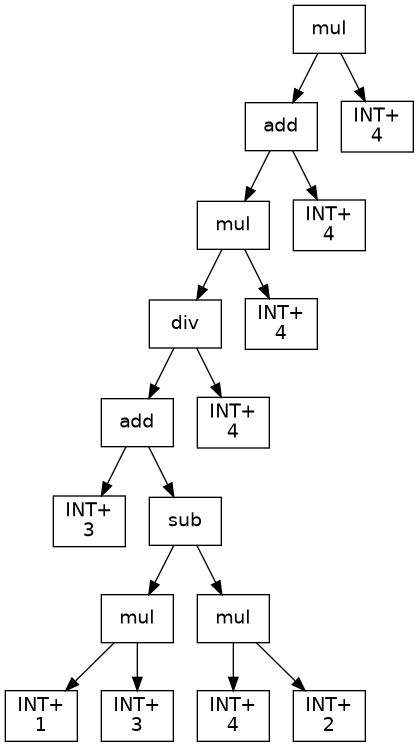 mul
add
INT+
4
mul
INT+
4
div
INT+
4
add
INT+
4
INT+
3
sub
mul
mul
INT+
1
INT+
3
INT+
4
INT+
2